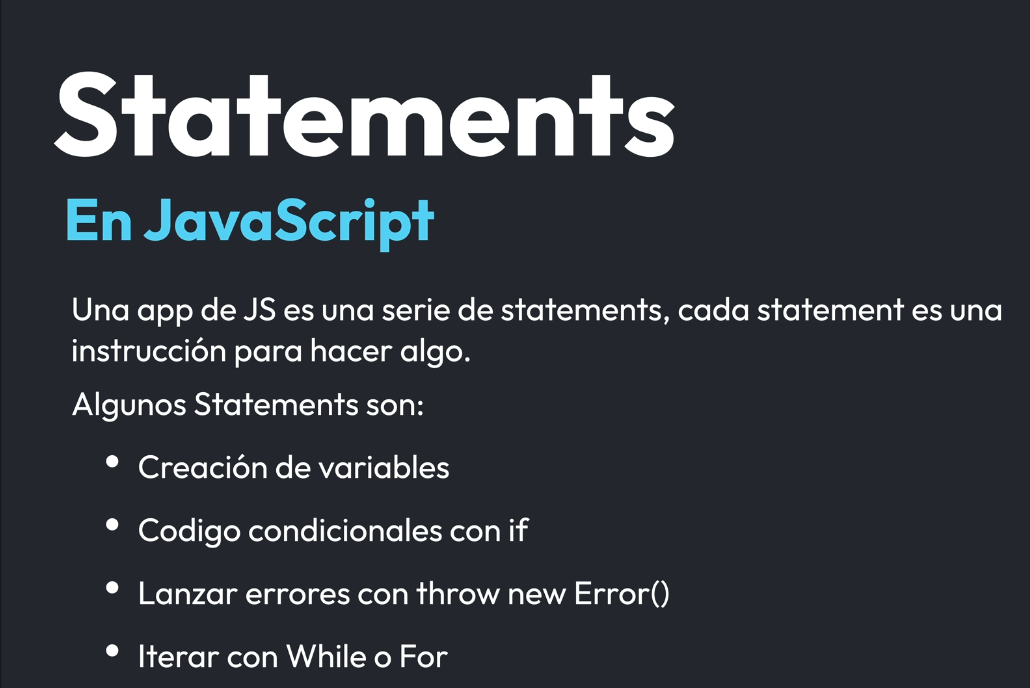 Statements
En JavaScript
Una app de JS es una serie de statements, cada statement es una
instrucción para hacer algo.
Algunos Statements son:
• Creación de variables
• Codigo condicionales con if
• Lanzar errores con throw new Error()
• Iterar con While o For